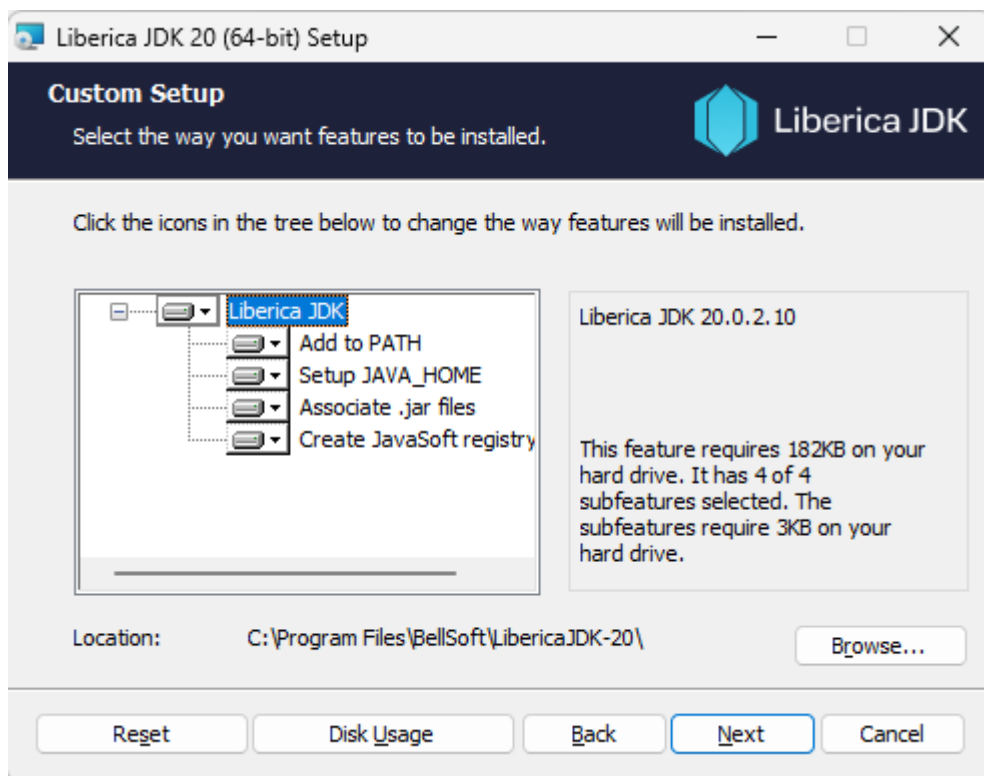 Liberica JDK 20 (64-bit) Setup
Custom Setup
Select the way you want features to be installed.
Liberica JDK
Click the icons in the tree below to change the way features will be installed.
Liberica JDK
Add to PATH
Setup JAVA_HOME
Associate .jar files
Create JavaSoft registry
Liberica JDK 20.0.2.10
This feature requires 182KB on your
hard drive. It has 4 of 4
subfeatures selected. The
subfeatures require 3KB on your
hard drive.
Location: C:\Program Files\BellSoft\LibericaJDK-20\
Browse...
Reset Disk Usage Back Next Cancel